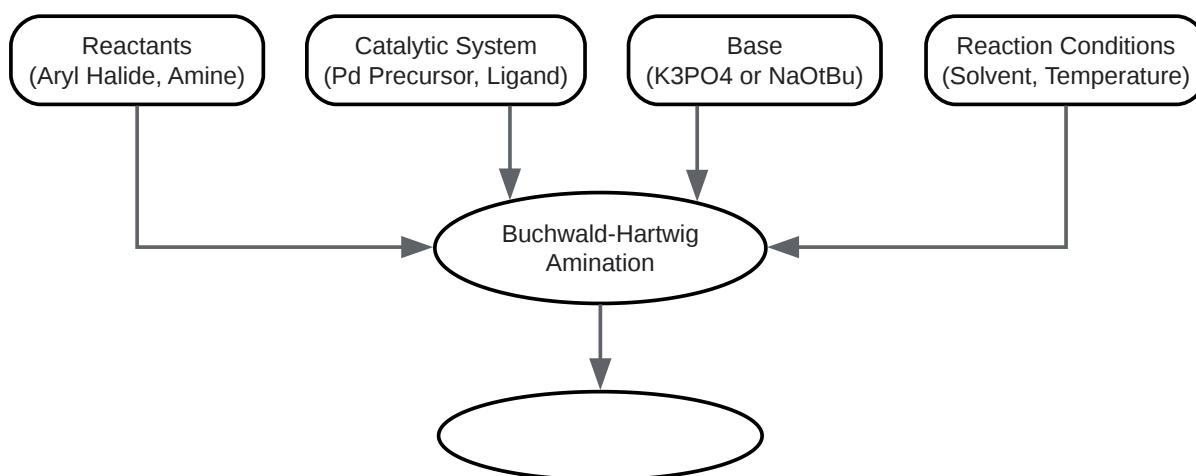 Reactants
(Aryl Halide, Amine)
Catalytic System
(Pd Precursor, Ligand)
Base
(K3PO4 or NaOtBu)
Reaction Conditions
(Solvent, Temperature)
Buchwald-Hartwig
Amination